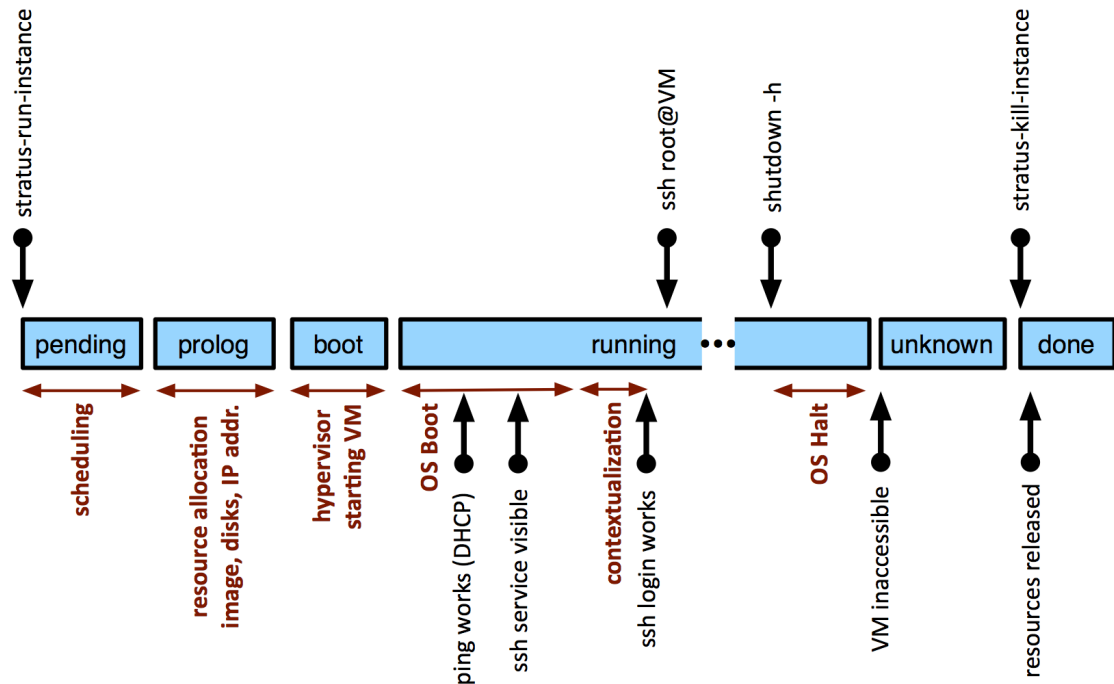 stratus-run-instance
ssh root@VM
shutdown -h
stratus-kill-instance
pending
prolog
boot
running
unknown
done
scheduling
resource allocation
image, disks, IP addr.
hypervisor
starting VM
OS Boot
ping works (DHCP)
ssh service visible
contextualization
ssh login works
OS Halt
VM inaccessible
resources released